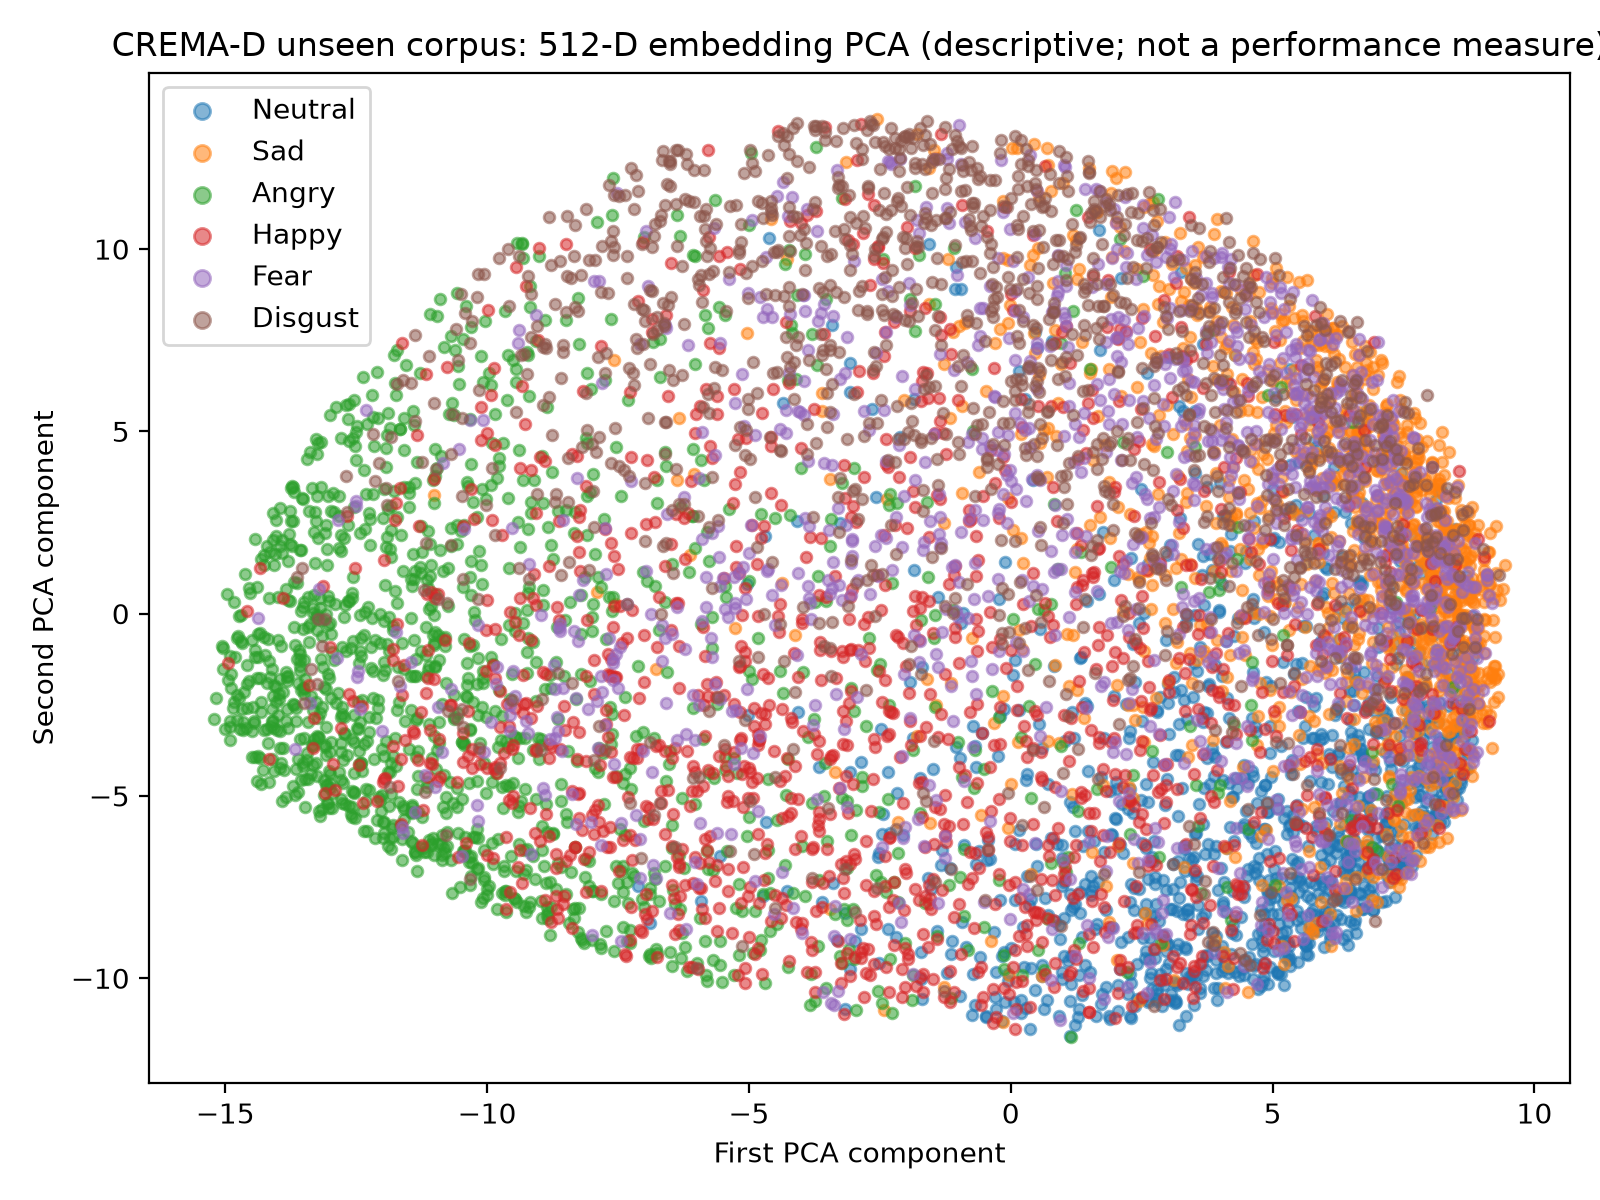 CREMA-D unseen corpus: 512-D embedding PCA (descriptive; not a performance measure)
Neutral
Sad
Angry
Happy
Fear
Disgust
10
5
0
−5
−10
Second PCA component
−15
−10
−5
0
5
10
First PCA component